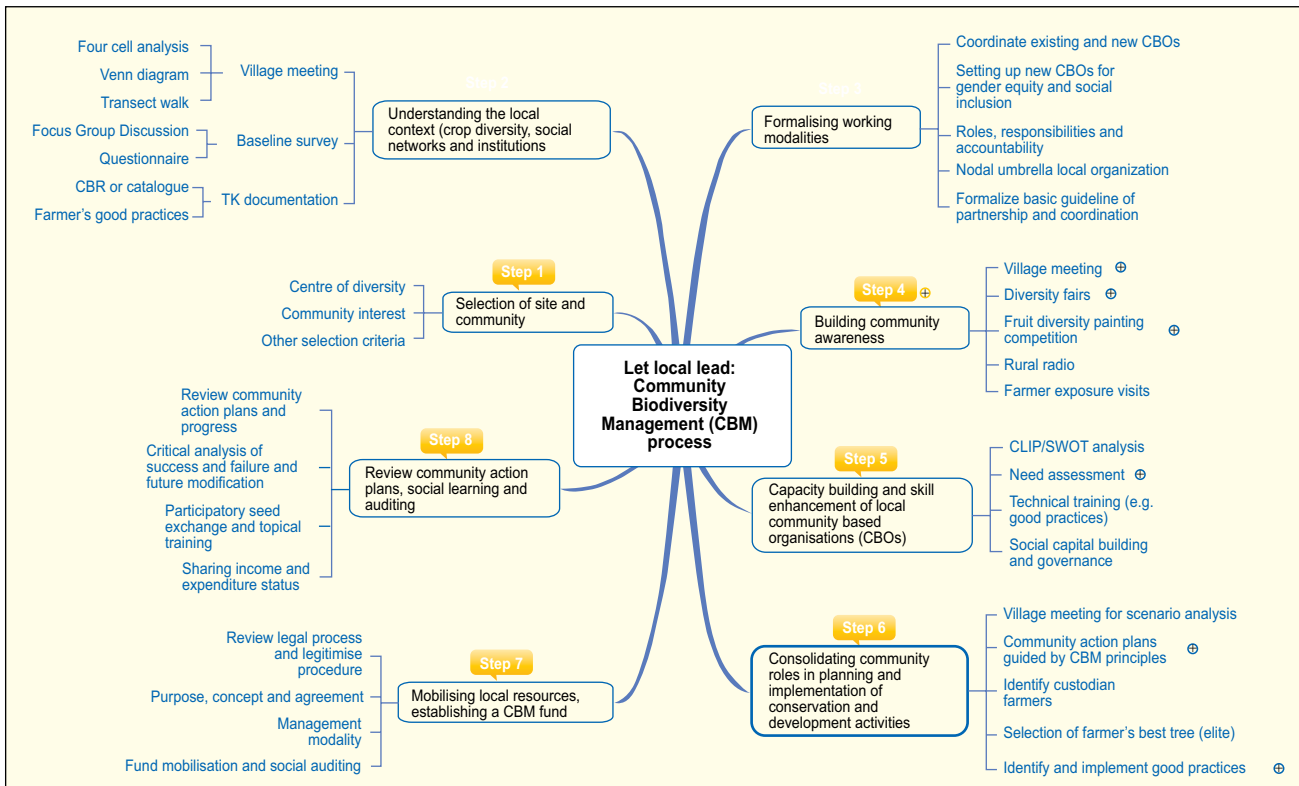 Four cell analysis
Venn diagram
Transect walk
Village meeting
Focus Group Discussion
Questionnaire
Baseline survey
CBR or catalogue
Farmer's good practices
TK documentation
Step 2
Understanding the local
context (crop diversity, social
networks and institutions
Step 3
Formalising working
modalities
Coordinate existing and new CBOs
Setting up new CBOs for
gender equity and social
inclusion
Roles, responsibilities and
accountability
Nodal umbrella local organization
Formalize basic guideline of
partnership and coordination
Step 1
Selection of site and
community
Centre of diversity
Community interest
Other selection criteria
Step 4
Building community
awareness
Village meeting
Diversity fairs
Fruit diversity painting
competition
Rural radio
Farmer exposure visits
Let local lead:
Community
Biodiversity
Management (CBM)
process
Step 8
Review community action
plans, social learning and
auditing
Review community
action plans and
progress
Critical analysis of
success and failure and
future modification
Participatory seed
exchange and topical
training
Sharing income and
expenditure status
Step 5
Capacity building and skill
enhancement of local
community based
organisations (CBOs)
CLIP/SWOT analysis
Need assessment
Technical training (e.g.
good practices)
Social capital building
and governance
Step 7
Mobilising local resources,
establishing a CBM fund
Review legal process
and legitimise
procedure
Purpose, concept and agreement
Management
modality
Fund mobilisation and social auditing
Step 6
Consolidating community
roles in planning and
implementation of
conservation and
development activities
Village meeting for scenario analysis
Community action plans
guided by CBM principles
Identify custodian
farmers
Selection of farmer's best tree (elite)
Identify and implement good practices